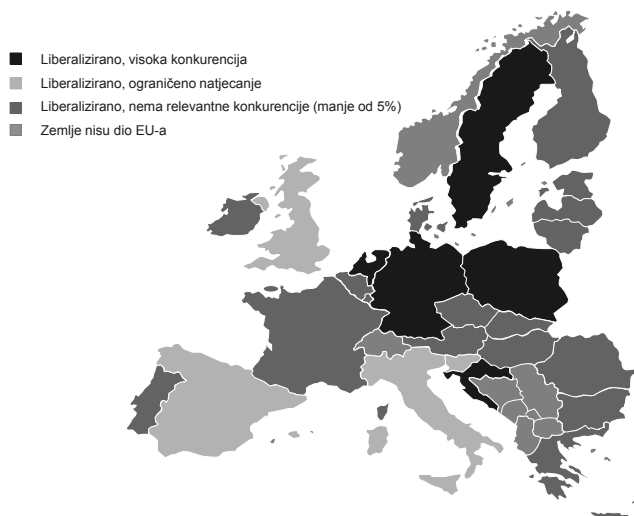 Liberalizirano, visoka konkurencija
Liberalizirano, ograničeno natjecanje
Liberalizirano, nema relevantne konkurencije (manje od 5%)
Zemlje nisu dio EU-a